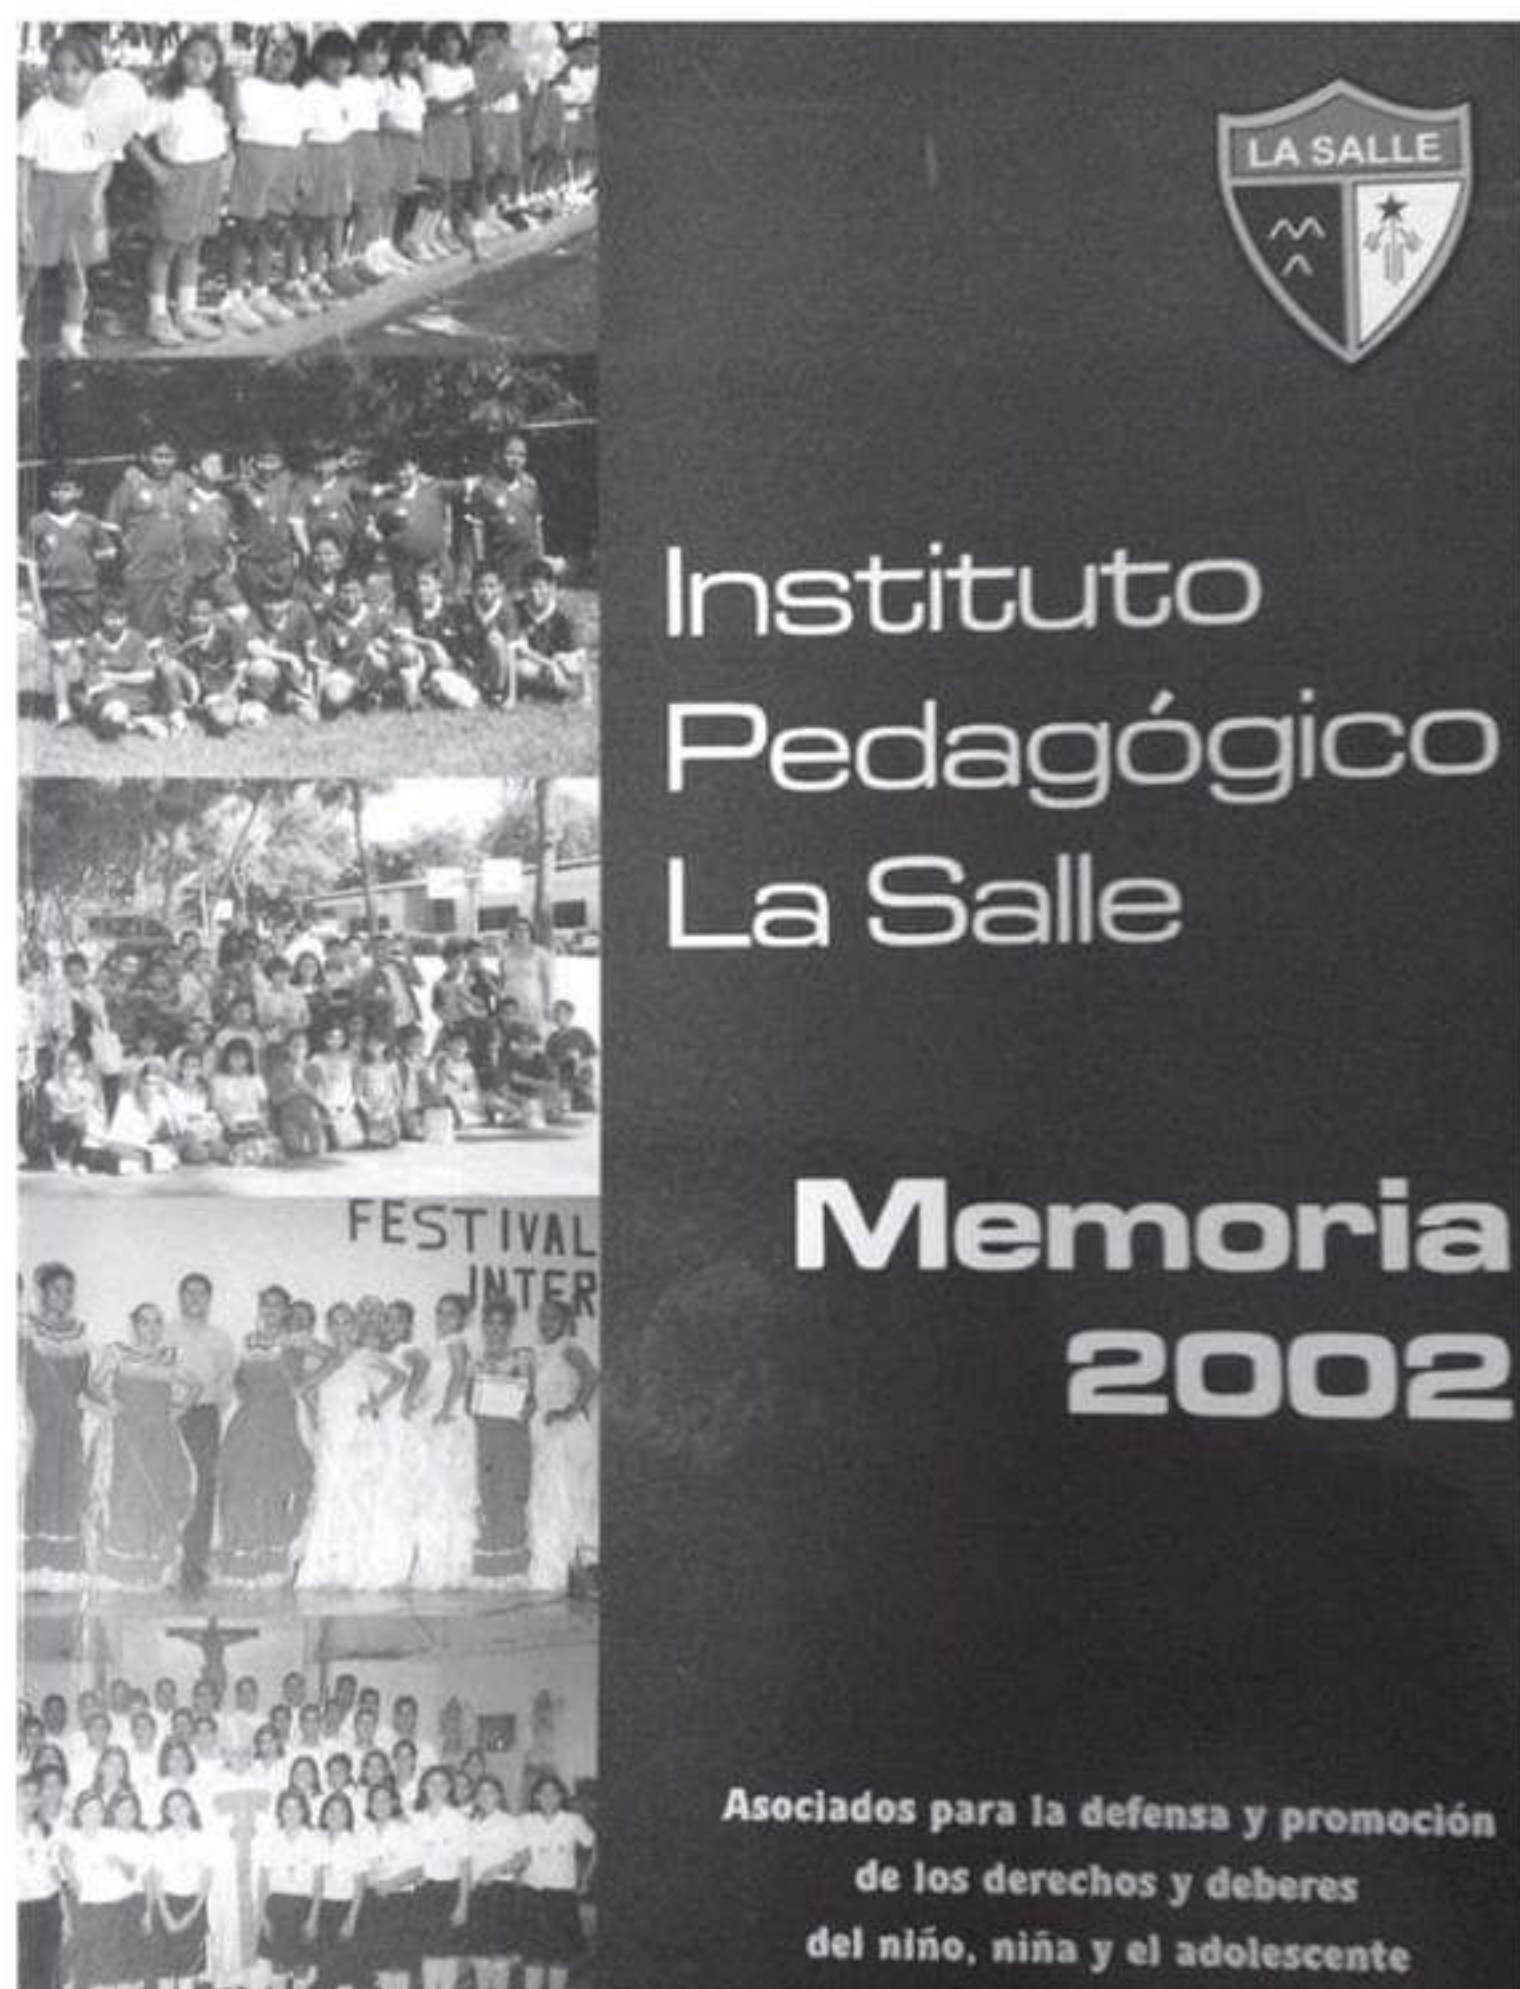 LA SALLE
Instituto
Pedagógico
La Salle
Memoria
2002
FESTIVAL
INTER
Asociados para la defensa y promoción
de los derechos y deberes
del niño, niña y el adolescente